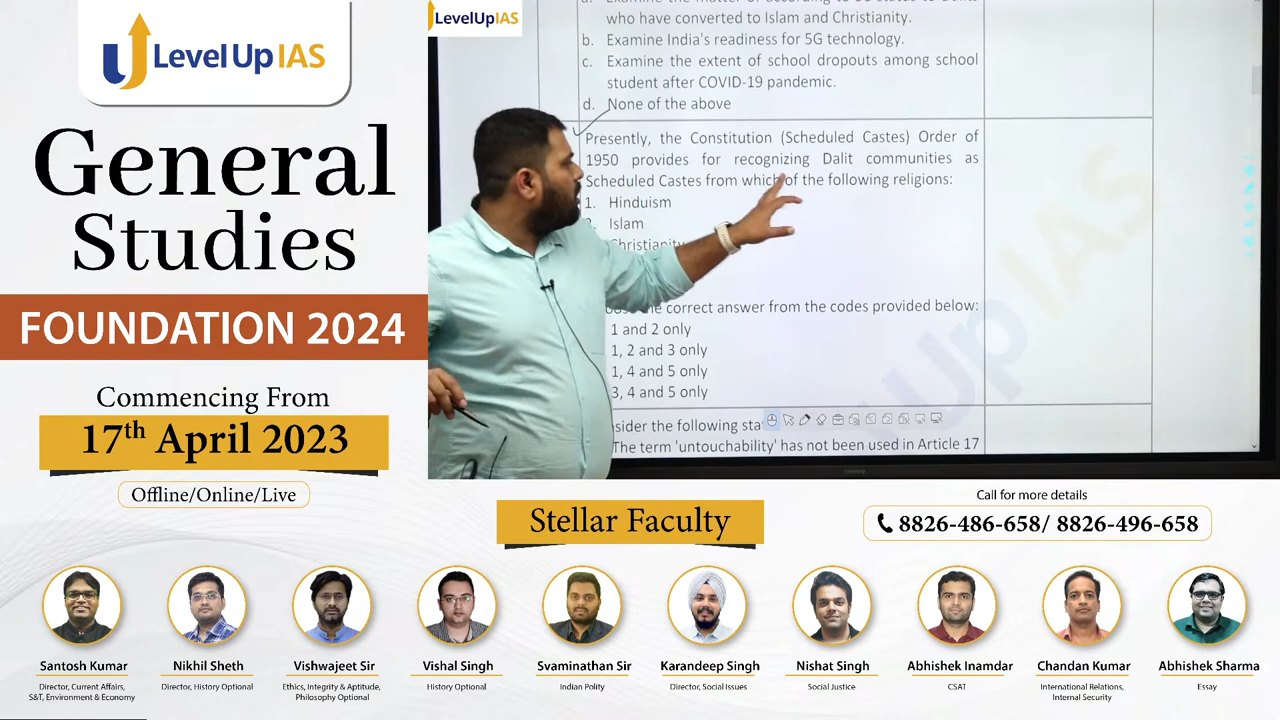 Level Up IAS
General
Studies
FOUNDATION 2024
Commencing From
17th April 2023
Offline/Online/Live
LevelUpIAS
who have converted to Islam and Christianity.
b. Examine India's readiness for 5G technology.
c. Examine the extent of school dropouts among school
student after COVID-19 pandemic.
d. None of the above
Presently, the Constitution (Scheduled Castes) Order of
1950 provides for recognizing Dalit communities as
Scheduled Castes from which of the following religions:
1. Hinduism
Islam
Christianity
correct answer from the codes provided below:
1 and 2 only
1, 2 and 3 only
1, 4 and 5 only
3, 4 and 5 only
the following
The term 'untouchability' has not been used in Article 17
Up IAS
Stellar Faculty
Call for more details
8826-486-658/ 8826-496-658
Santosh Kumar
Director, Current Affairs,
S&T, Environment & Economy
Nikhil Sheth
Director, History Optional
Vishwajeet Sir
Ethics, Integrity & Aptitude,
Philosophy Optional
Vishal Singh
History Optional
Svaminathan Sir
Indian Polity
Karandeep Singh
Director, Social Issues
Nishat Singh
Social Justice
Abhishek Inamdar
CSAT
Chandan Kumar
International Relations,
Internal Security
Abhishek Sharma
Essay